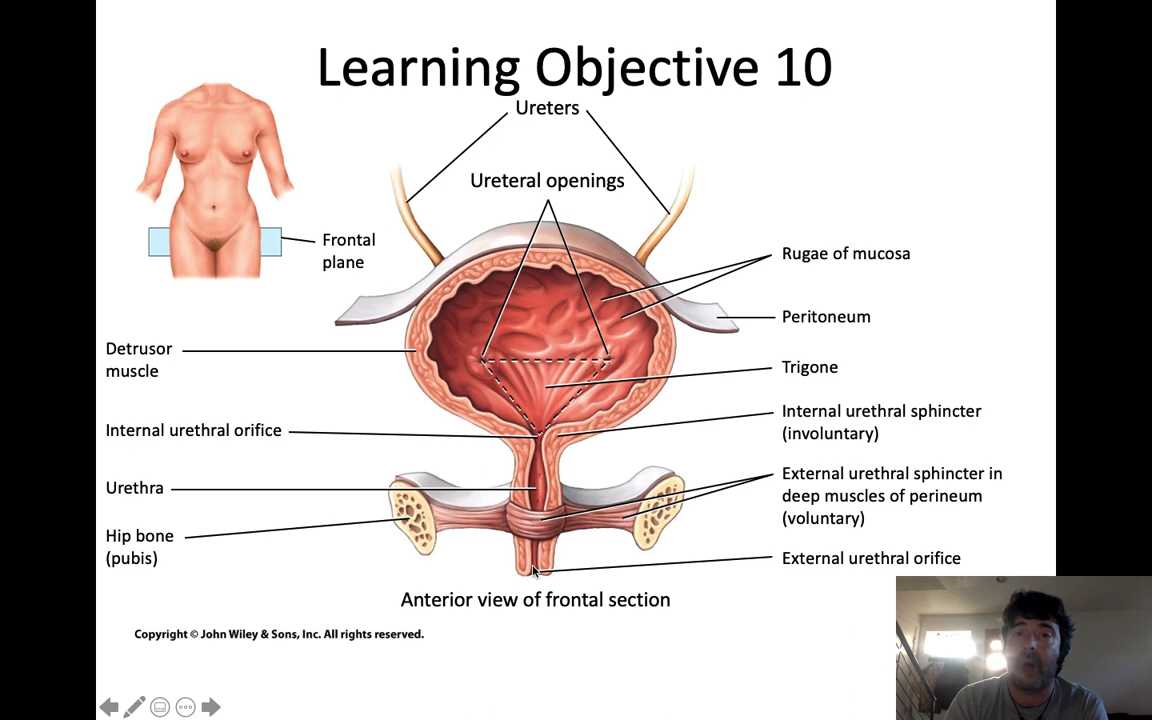 Learning Objective 10
Ureters
Ureteral openings
Frontal
plane
Rugae of mucosa
Peritoneum
Detrusor
muscle
Trigone
Internal urethral sphincter
(involuntary)
Internal urethral orifice
External urethral sphincter in
deep muscles of perineum
(voluntary)
Urethra
Hip bone
(pubis)
External urethral orifice
Anterior view of frontal section
Copyright © John Wiley & Sons, Inc. All rights reserved.